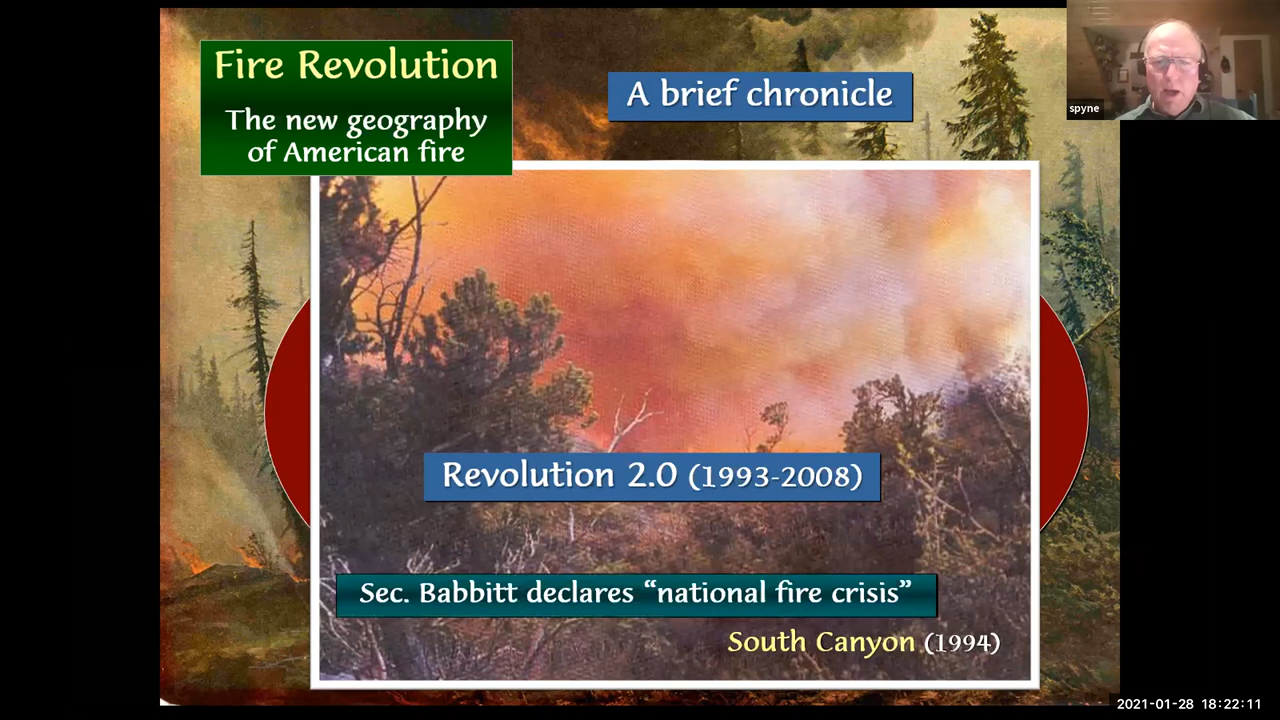 Fire Revolution
The new geography
of American fire
A brief chronicle
spyne
Revolution 2.0 (1993-2008)
Sec. Babbitt declares “national fire crisis”
South Canyon (1994)
2021-01-28 18:22:11